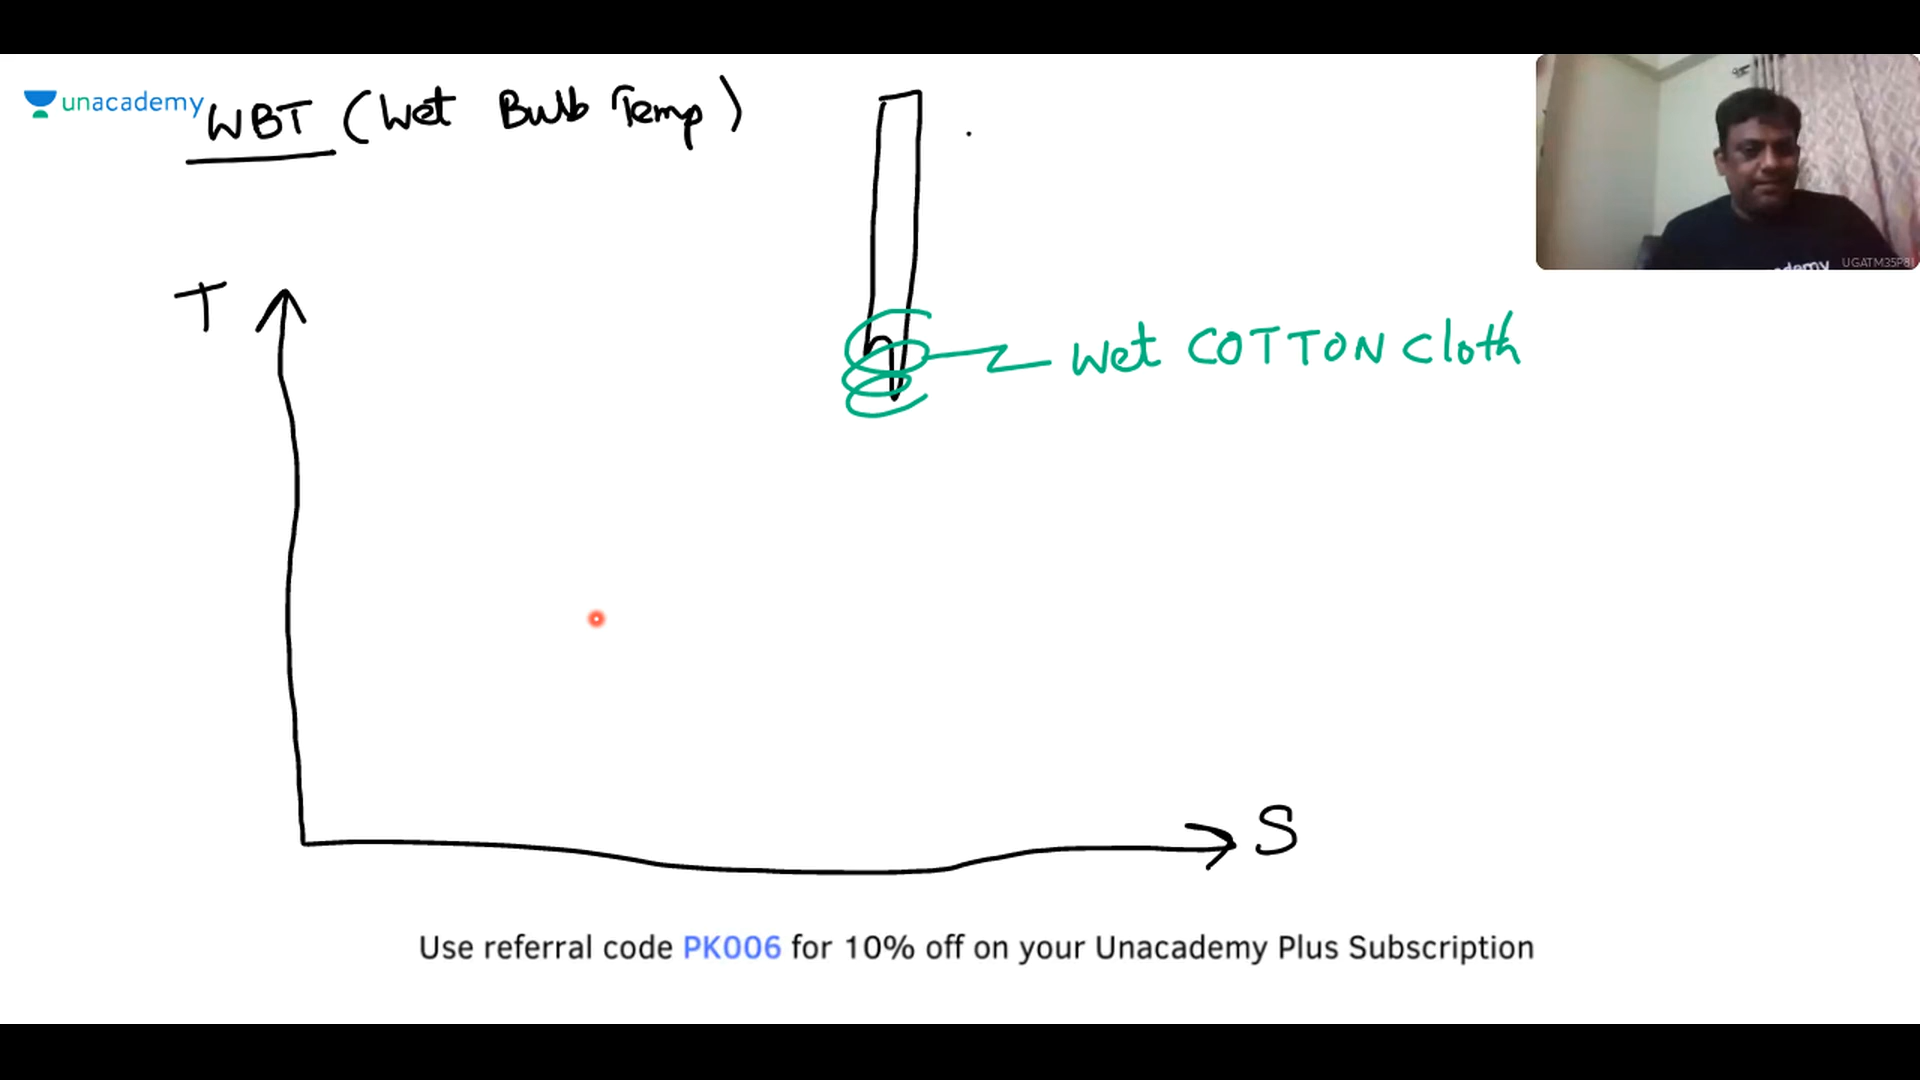 unacademy
WBT (Wet Bulb Temp)
T
Wet COTTON Cloth
S
Use referral code PK006 for 10% off on your Unacademy Plus Subscription
UGATM35P81